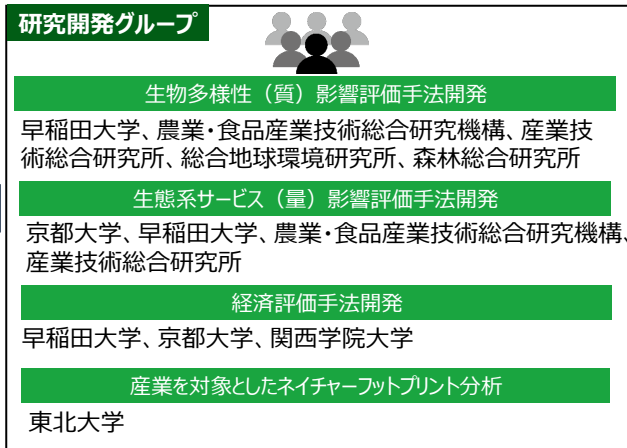 研究開発グループ
生物多様性（質）影響評価手法開発
早稲田大学、農業・食品産業技術総合研究機構、産業技
術総合研究所、総合地球環境研究所、森林総合研究所
生態系サービス（量）影響評価手法開発
京都大学、早稲田大学、農業・食品産業技術総合研究機構、
産業技術総合研究所
経済評価手法開発
早稲田大学、京都大学、関西学院大学
産業を対象としたネイチャーフットプリント分析
東北大学